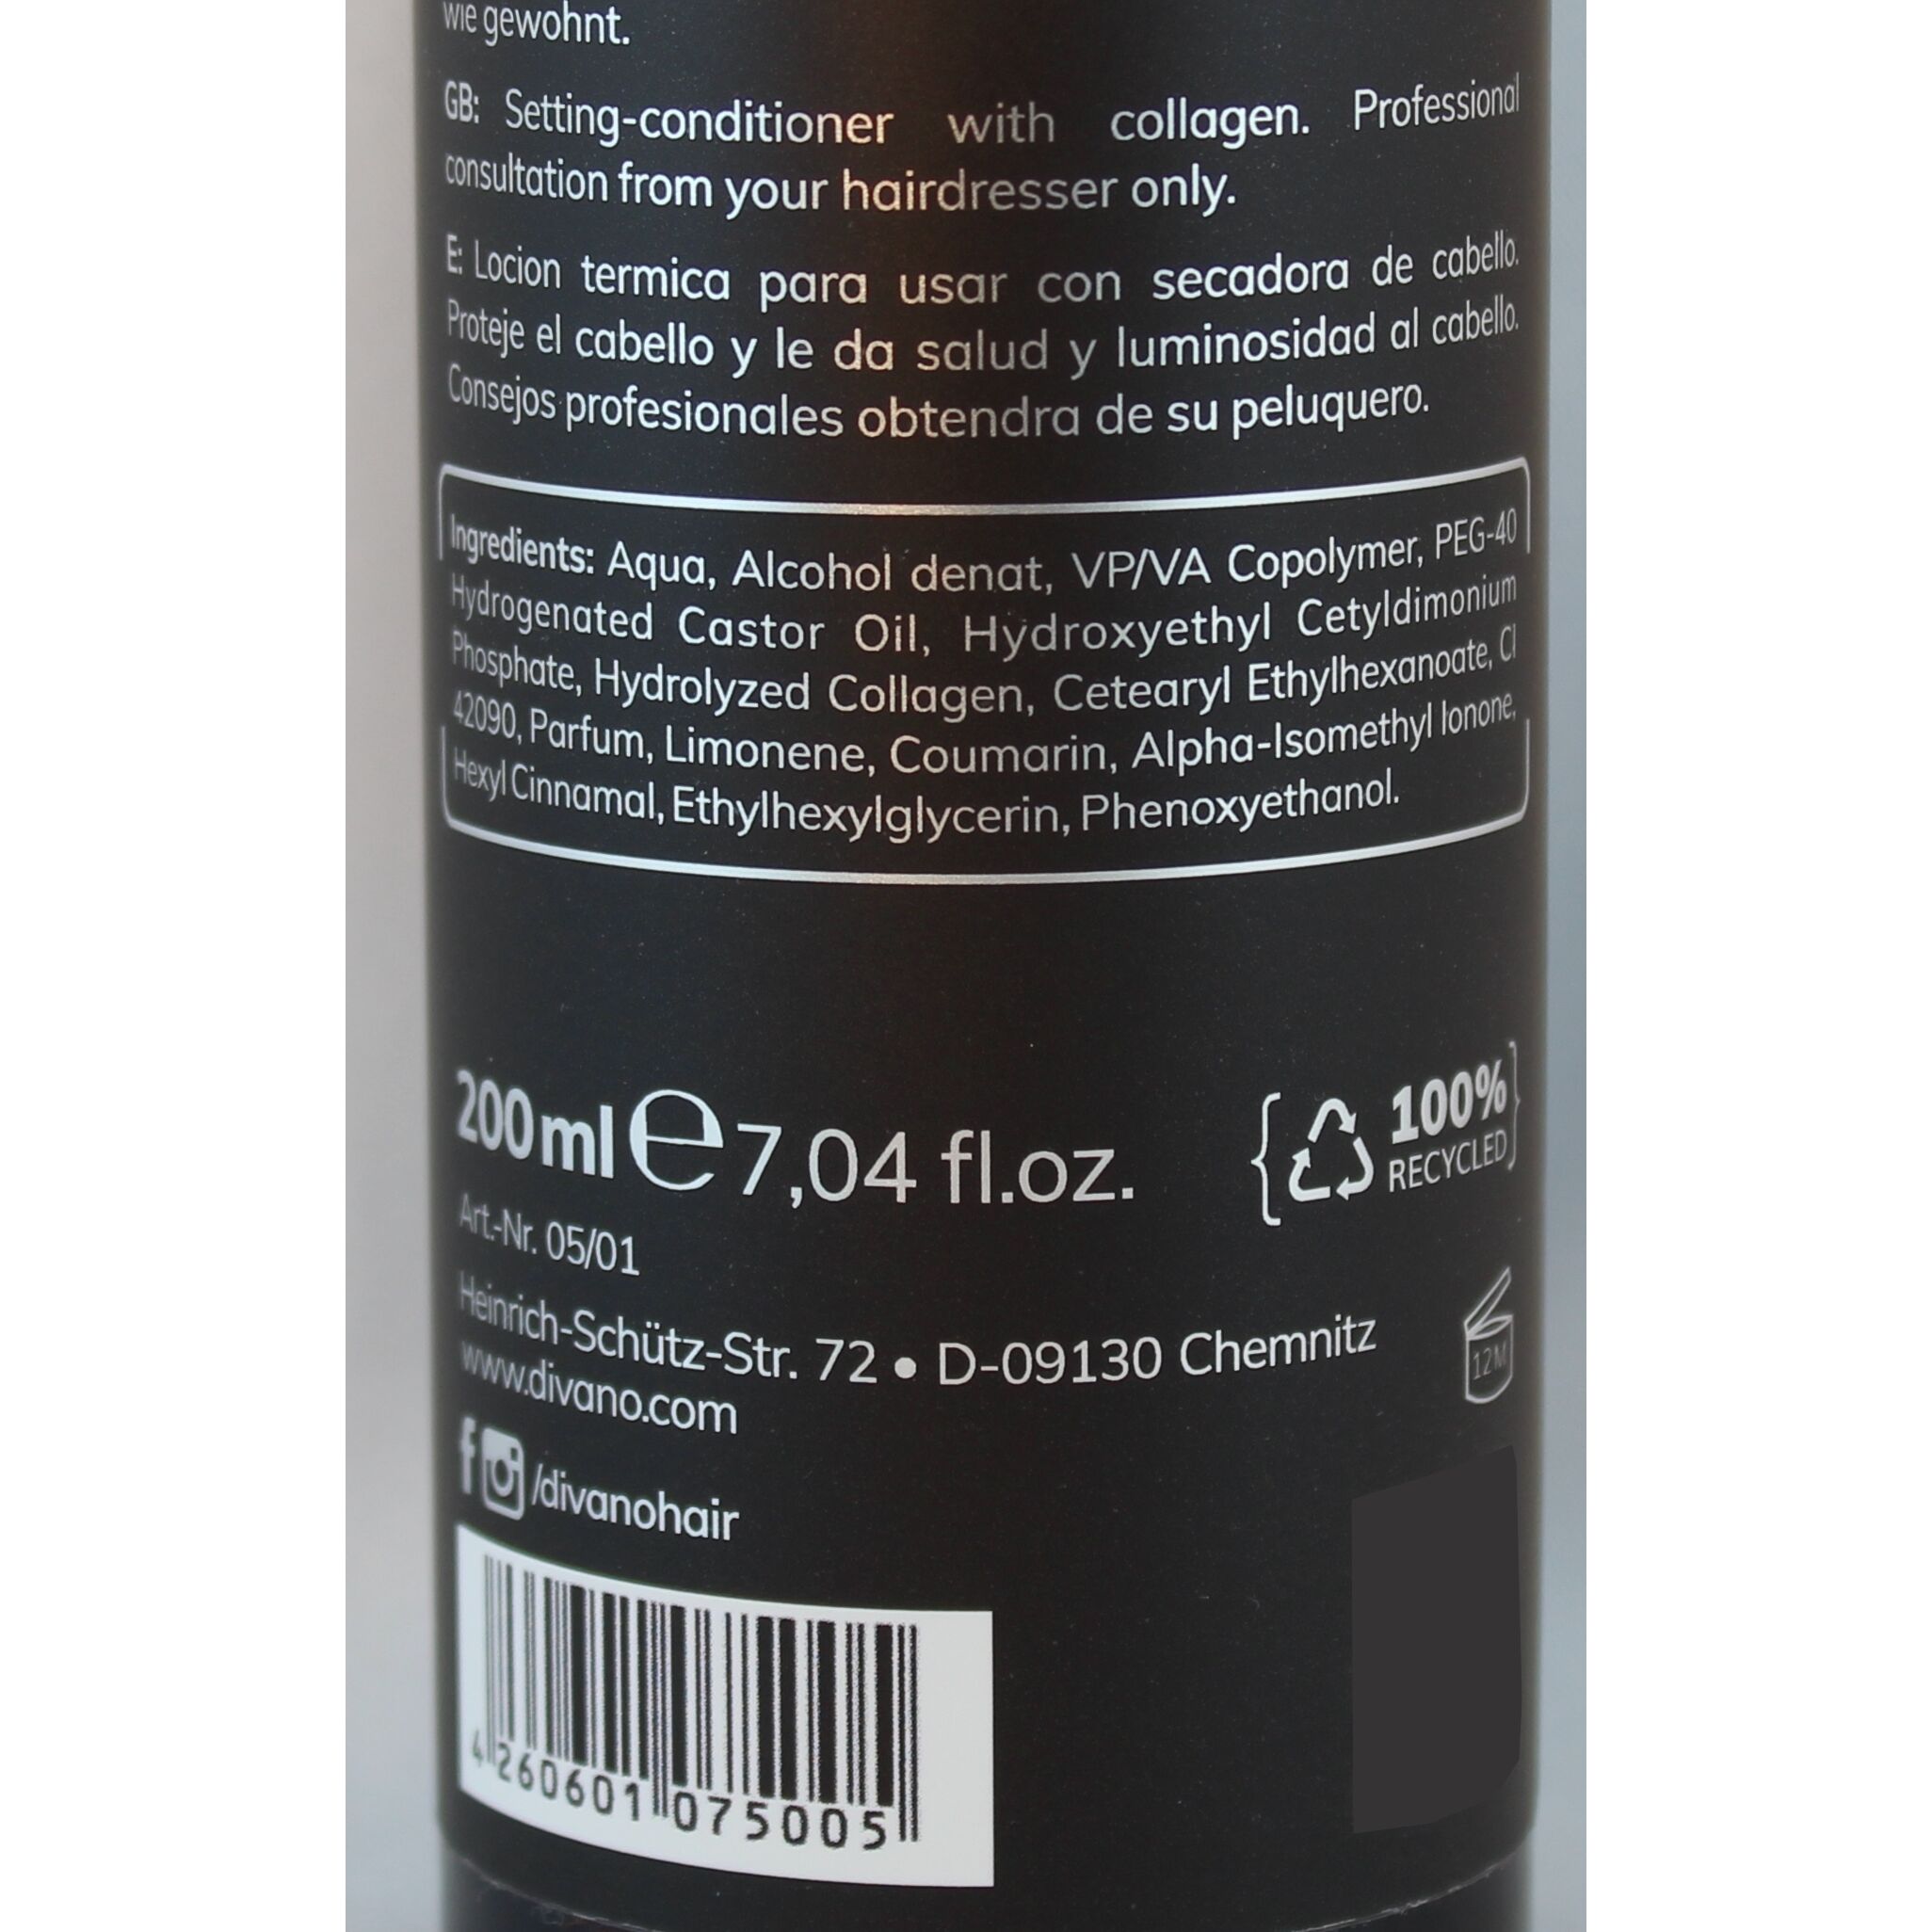 wie gewohnt.
GB: Setting-conditioner with collagen. Professional
consultation from your hairdresser only.
E: Locion termica para usar con secadora de cabello.
Proteje el cabello y le da salud y luminosidad al cabello.
Consejos profesionales obtendra de su peluquero.
Ingredients: Aqua, Alcohol denat, VP/VA Copolymer, PEG-40
Hydrogenated Castor Oil, Hydroxyethyl Cetyldimonium
Phosphate, Hydrolyzed Collagen, Cetearyl Ethylhexanoate, CI
42090, Parfum, Limonene, Coumarin, Alpha-Isomethyl Ionone,
Hexyl Cinnamal, Ethylhexylglycerin, Phenoxyethanol.
200 ml e 7,04 fl.oz.
100%
RECYCLED
Art.-Nr. 05/01
Heinrich-Schütz-Str. 72 • D-09130 Chemnitz
12M
www.divano.com
/divanohair
4 260601 075005